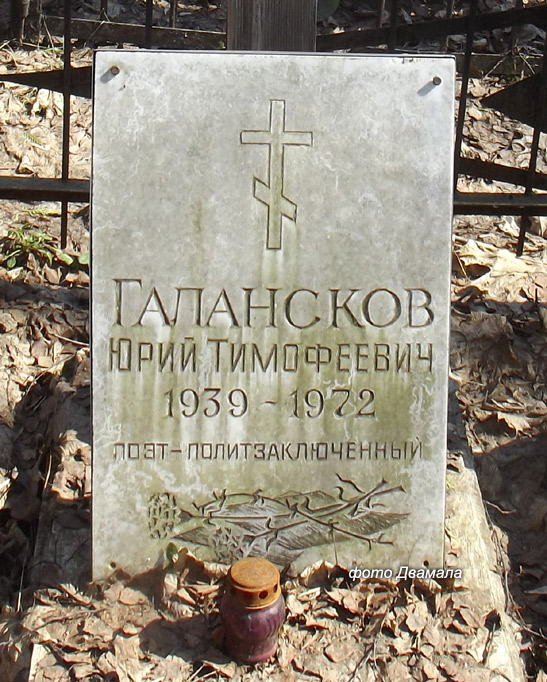 ГАЛАНСКОВ
ЮРИЙ ТИМОФЕЕВИЧ
1939 - 1972
ПОЭТ-ПОЛИТЗАКЛЮЧЕННЫЙ
фото Двамала